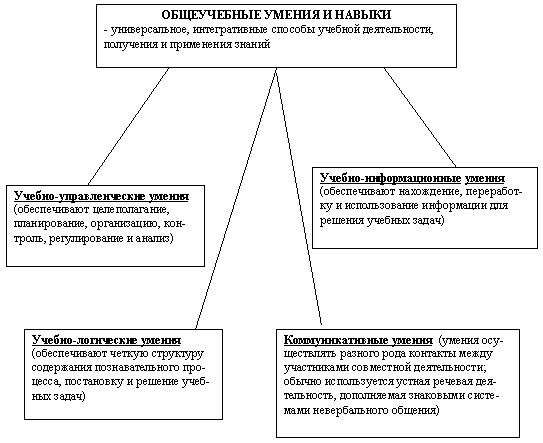 ОБЩЕУЧЕБНЫЕ УМЕНИЯ И НАВЫКИ
- универсальное, интегративные способы учебной деятельности,
получения и применения знаний
Учебно-управленческие умения
(обеспечивают целеполагание,
планирование, организацию, кон-
троль, регулирование и анализ)
Учебно-информационные умения
(обеспечивают нахождение, переработ-
ку и использование информации для
решения учебных задач)
Учебно-логические умения
(обеспечивают четкую структуру
содержания познавательного про-
цесса, постановку и решение учеб-
ных задач)
Коммуникативные умения (умения осу-
ществлять разного рода контакты между
участниками совместной деятельности;
обычно используется устная речевая дея-
тельность, дополняемая знаковыми систе-
мами невербального общения)